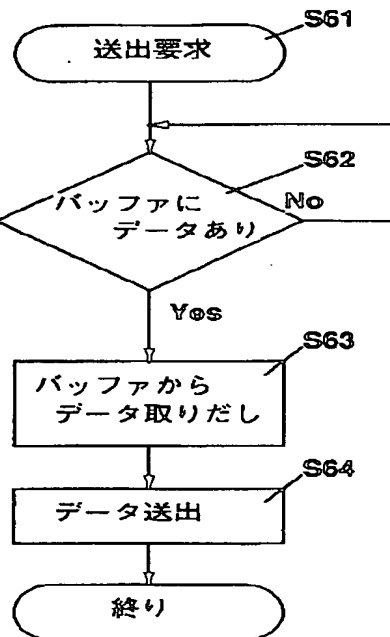 S61
送出要求
S62
バッファに
データあり
No
Yes
S63
バッファから
データ取りだし
S64
データ送出
終り